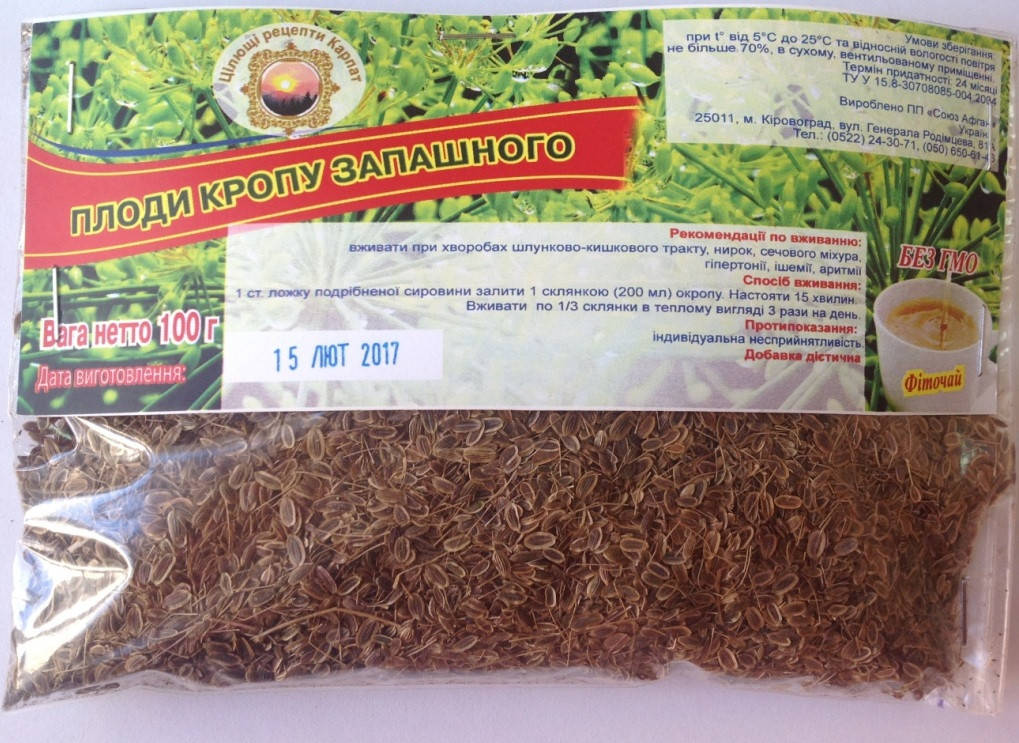 Цілющі рецепти Карпат
ПЛОДИ КРОПУ ЗАПАШНОГО
Умови зберігання:
при t° від 5°С до 25°С та відносній вологості повітря
не більше 70%, в сухому, вентильованому приміщенні.
Термін придатності: 24 місяці
ТУ У 15.8-30708085-004:2004
Вироблено ПП «Союз Афган»
Україна
25011, м. Кіровоград, вул. Генерала Родімцева, 81
Тел.: (0522) 24-30-71, (050)
Рекомендації по вживанню:
вживати при хворобах шлунково-кишкового тракту, нирок, сечового міхура,
гіпертонії, ішемії, аритмії
Спосіб вживання:
1 ст. ложку подрібненої сировини залити 1 склянкою (200 мл) окропу. Настояти 15 хвилин.
Вживати по 1/3 склянки в теплому вигляді 3 рази на день.
Протипоказання:
індивідуальна несприйнятливість
Добавка дієтична
БЕЗ ГМО
Фіточай
Вага нетто 100 г
Дата виготовлення:
15 ЛЮТ 2017